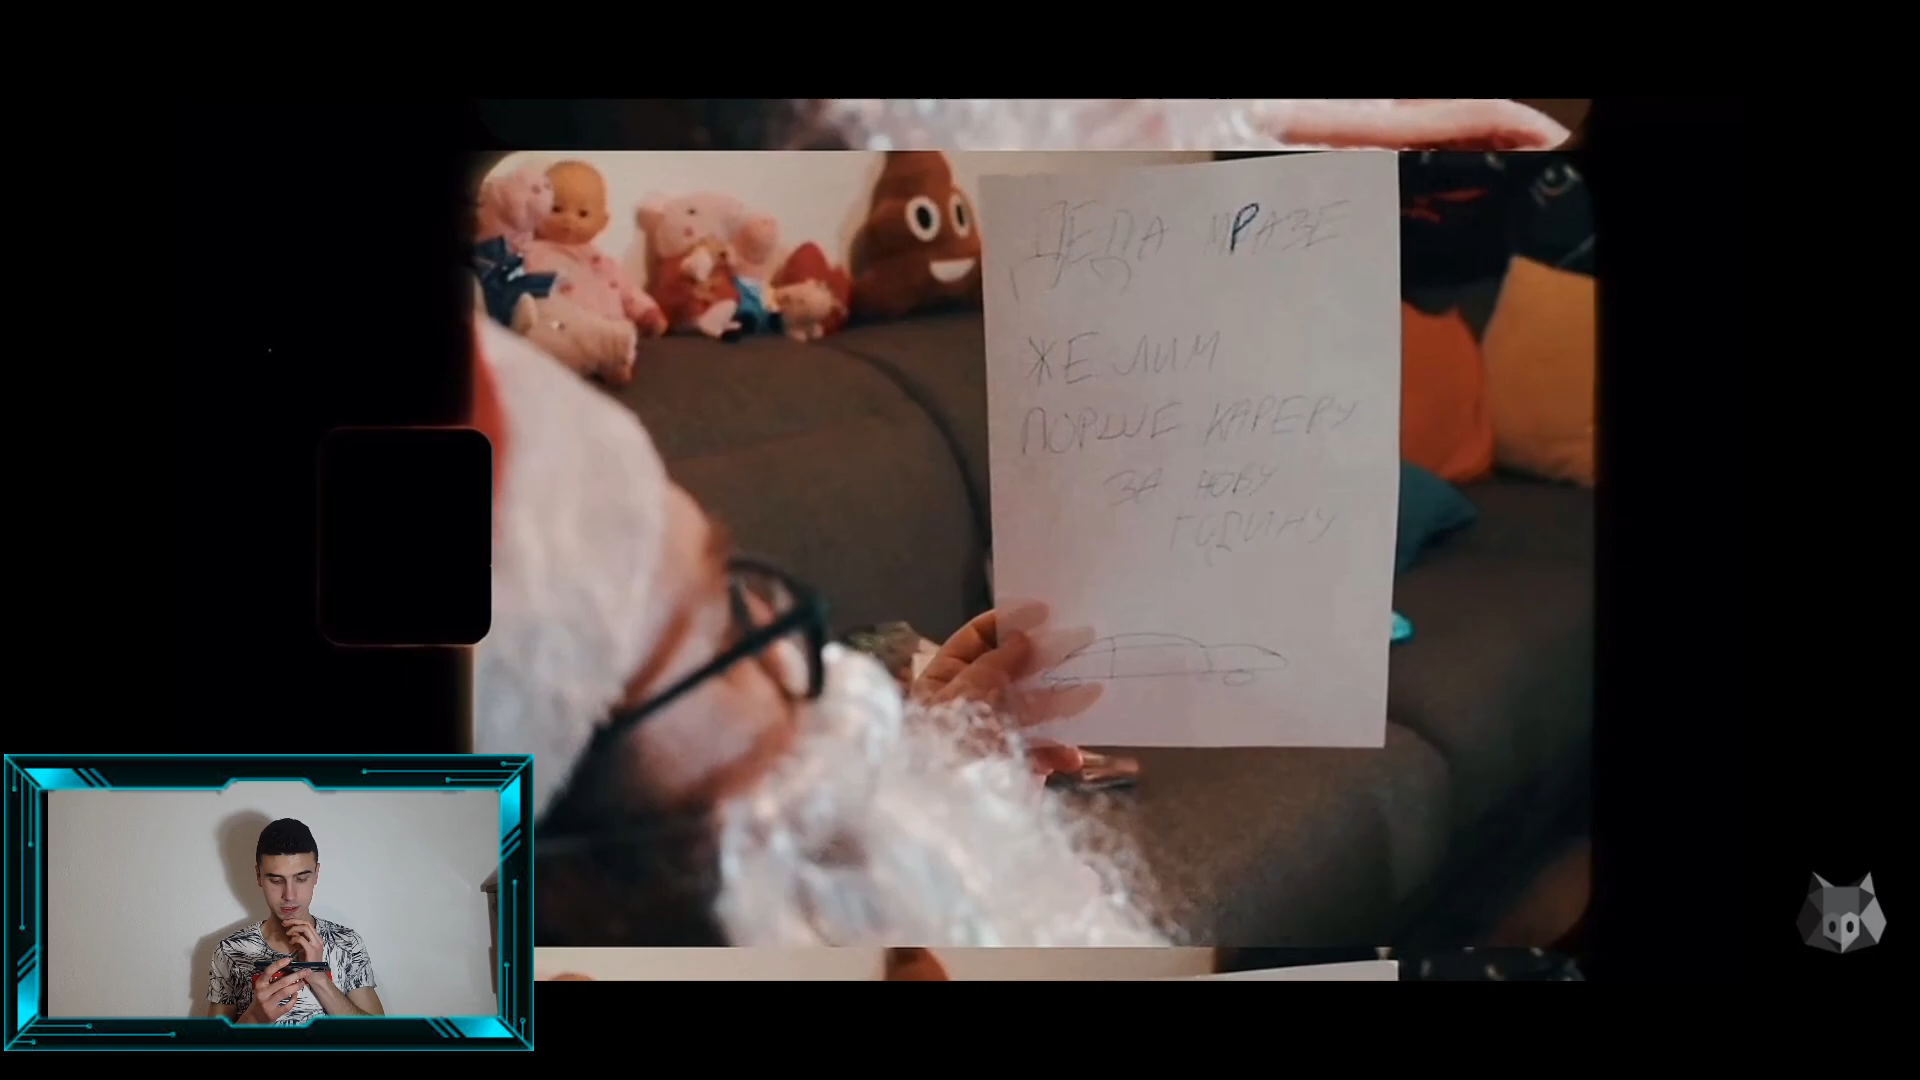 ДЕДА МРАЗЕ
ЖЕЛИМ
ПОРШЕ КАРЕРУ
ЗА НОВУ
ГОДИНУ